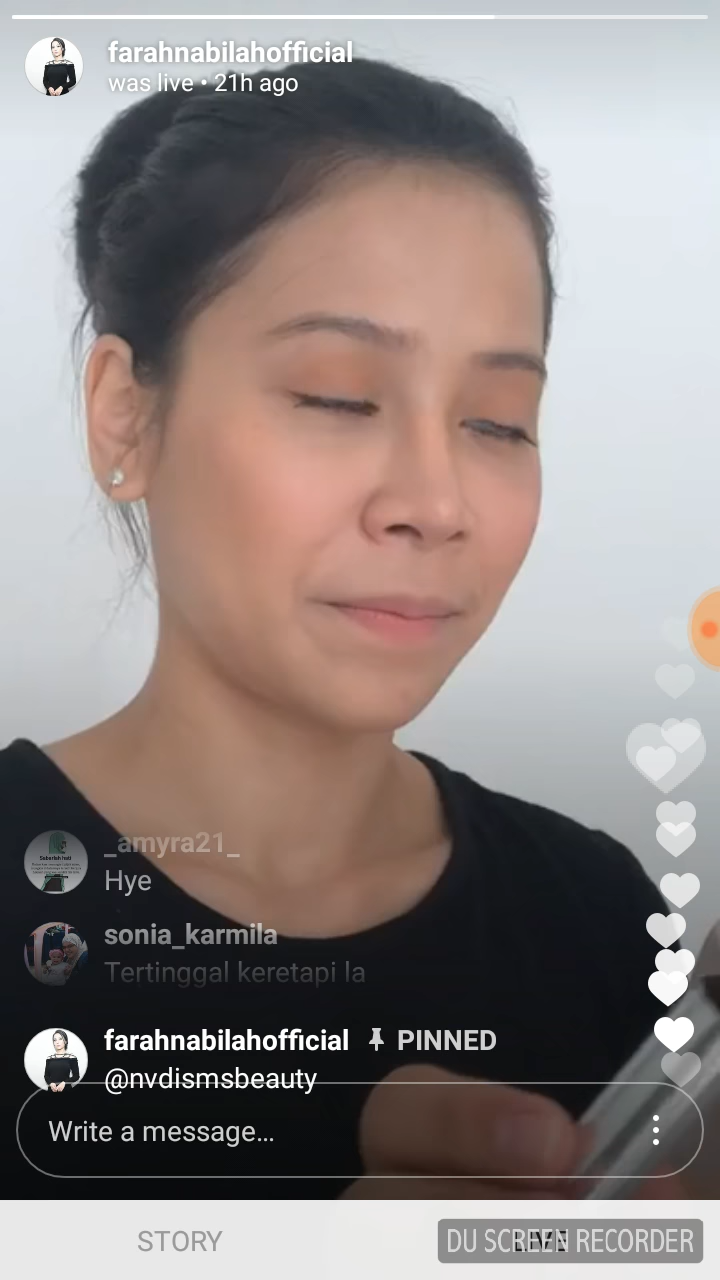 farahnabilahofficial
was live • 21h ago
_amyra21_
Hye
sonia_karmila
Tertinggal keretapi la
farahnabilahofficial PINNED
@nvdismsbeauty
Write a message...
STORY
LIVE
DU SCREEN RECORDER